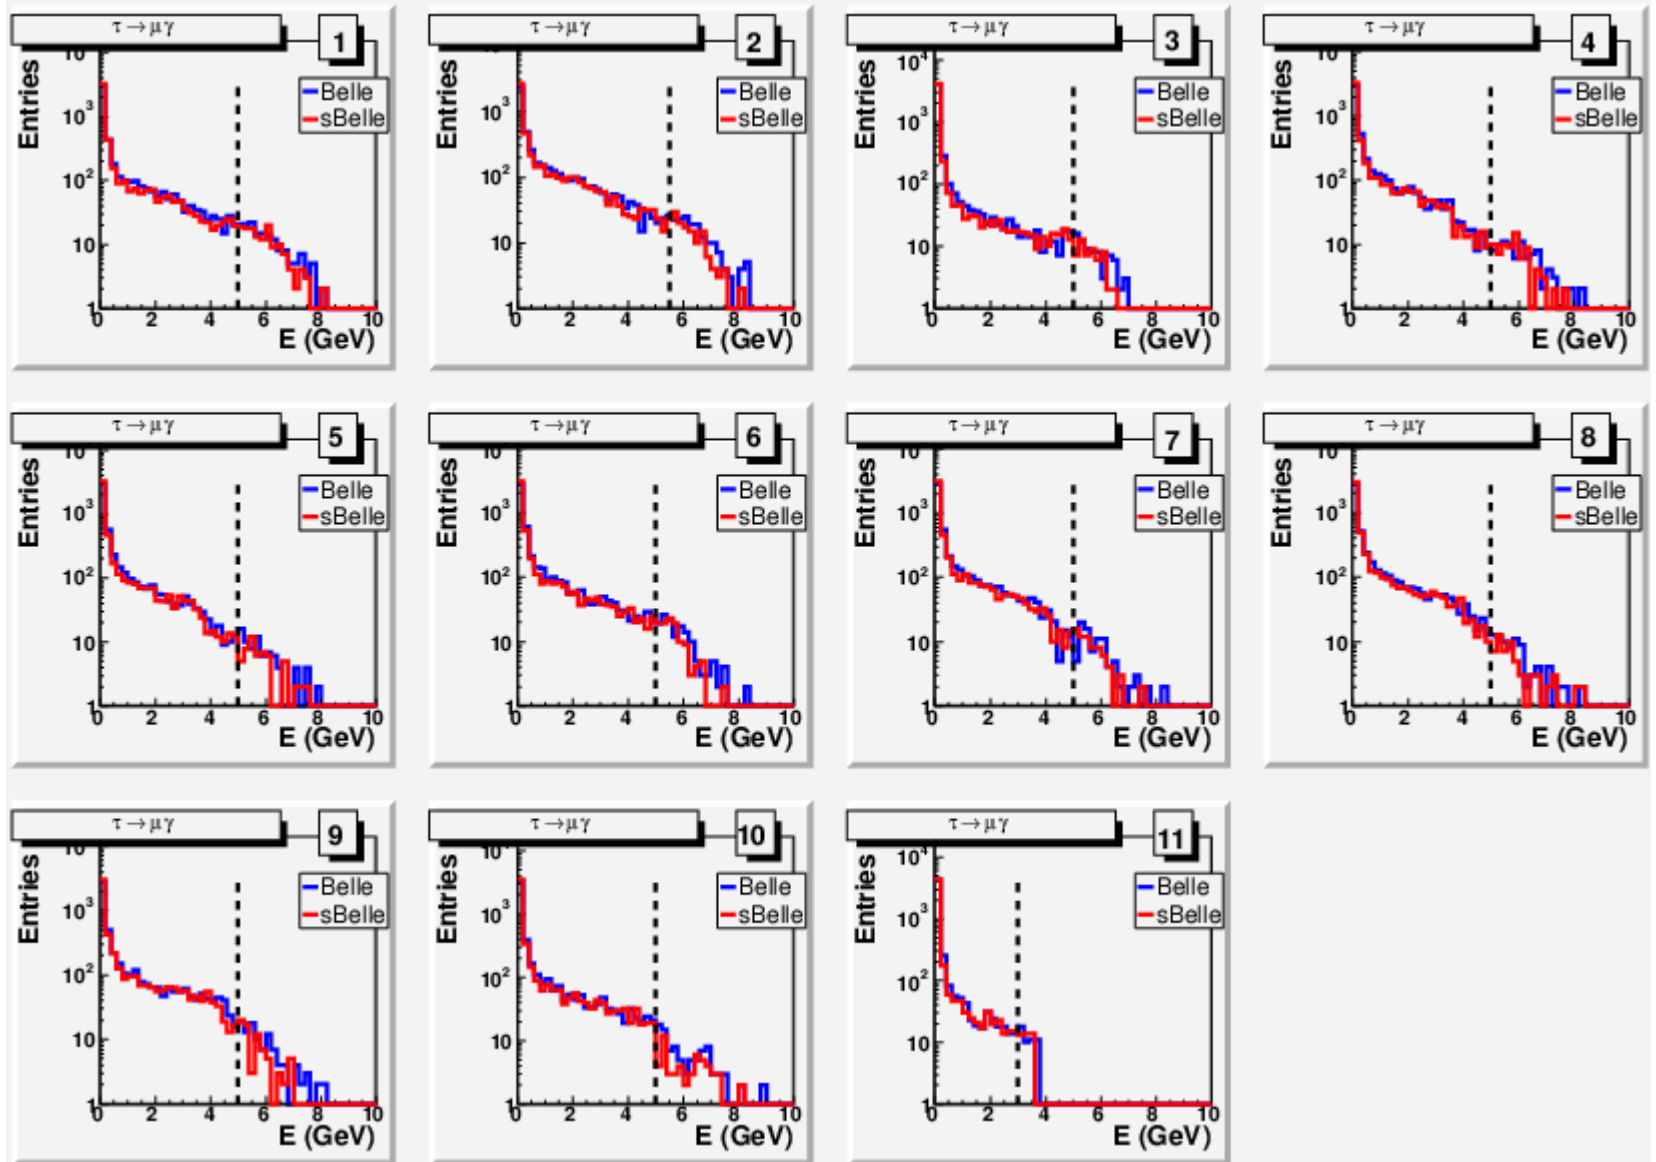 τ→μγ
1
Entries
Belle
sBelle
10³
10²
10
1
0 2 4 6 8 10
E (GeV)
τ→μγ
2
Entries
Belle
sBelle
10³
10²
10
1
0 2 4 6 8 10
E (GeV)
τ→μγ
3
Entries
Belle
sBelle
10⁴
10³
10²
10
1
0 2 4 6 8 10
E (GeV)
τ→μγ
4
Entries
Belle
sBelle
10³
10²
10
1
0 2 4 6 8 10
E (GeV)
τ→μγ
5
Entries
Belle
sBelle
10³
10²
10
1
0 2 4 6 8 10
E (GeV)
τ→μγ
6
Entries
Belle
sBelle
10³
10²
10
1
0 2 4 6 8 10
E (GeV)
τ→μγ
7
Entries
Belle
sBelle
10³
10²
10
1
0 2 4 6 8 10
E (GeV)
τ→μγ
8
Entries
Belle
sBelle
10³
10²
10
1
0 2 4 6 8 10
E (GeV)
τ→μγ
9
Entries
Belle
sBelle
10³
10²
10
1
0 2 4 6 8 10
E (GeV)
τ→μγ
10
Entries
Belle
sBelle
10³
10²
10
1
0 2 4 6 8 10
E (GeV)
τ→μγ
11
Entries
Belle
sBelle
10⁴
10³
10²
10
1
0 2 4 6 8 10
E (GeV)